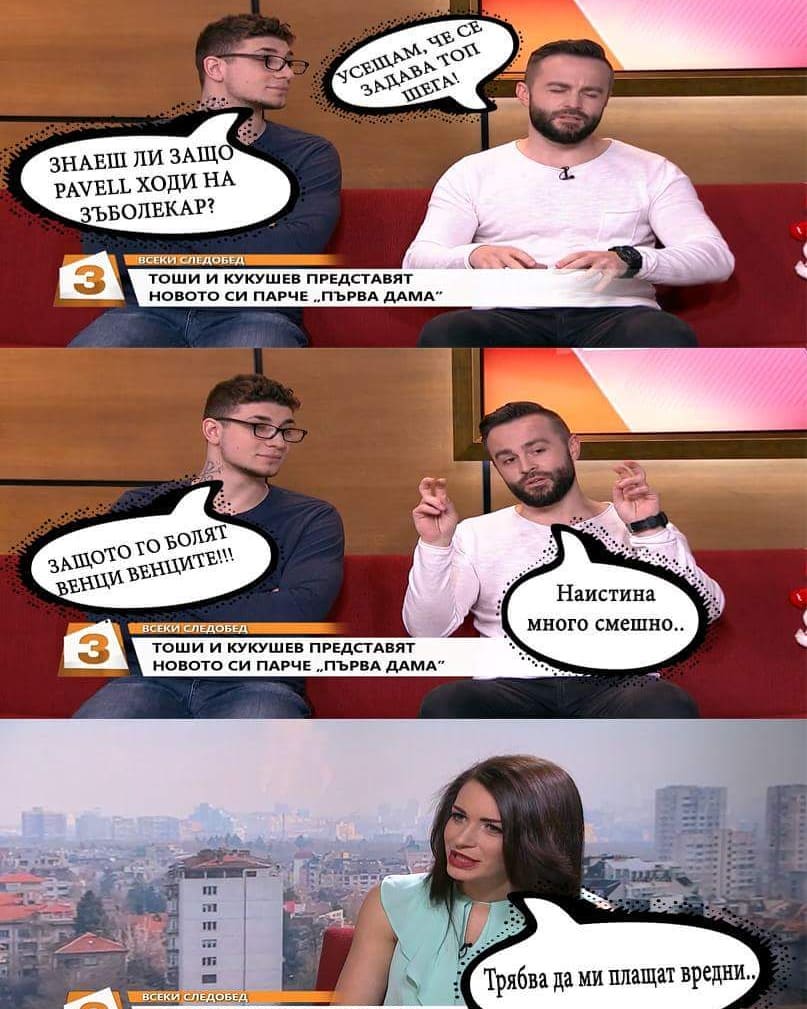 УСЕЩАМ, ЧЕ СЕ
ЗАДАВА ТОП
ШЕГА!
ЗНАЕШ ЛИ ЗАЩО
PAVELL ХОДИ НА
ЗЪБОЛЕКАР?
ВСЕКИ СЛЕДОБЕД
3
ТОШИ И КУКУШЕВ ПРЕДСТАВЯТ
НОВОТО СИ ПАРЧЕ „ПЪРВА ДАМА"
ЗАЩОТО ГО БОЛЯТ
ВЕНЦИ ВЕНЦИТЕ!!!
Наистина
много смешно..
ВСЕКИ СЛЕДОБЕД
3
ТОШИ И КУКУШЕВ ПРЕДСТАВЯТ
НОВОТО СИ ПАРЧЕ „ПЪРВА ДАМА"
Трябва да ми плащат вредни..
ВСЕКИ СЛЕДОБЕД